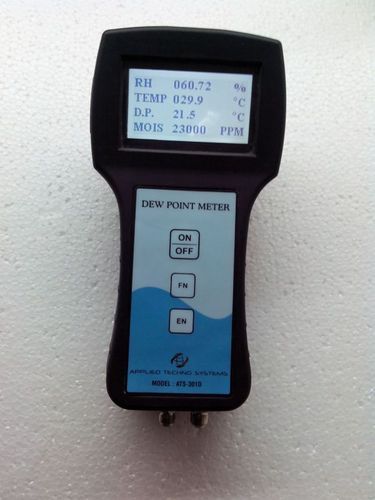 RH 060.72 %
TEMP 029.9 °C
D.P. 21.5 °C
MOIS 23000 PPM
DEW POINT METER
ON
OFF
FN
EN
APPLIED TECHNO SYSTEMS
MODEL : ATS-301D